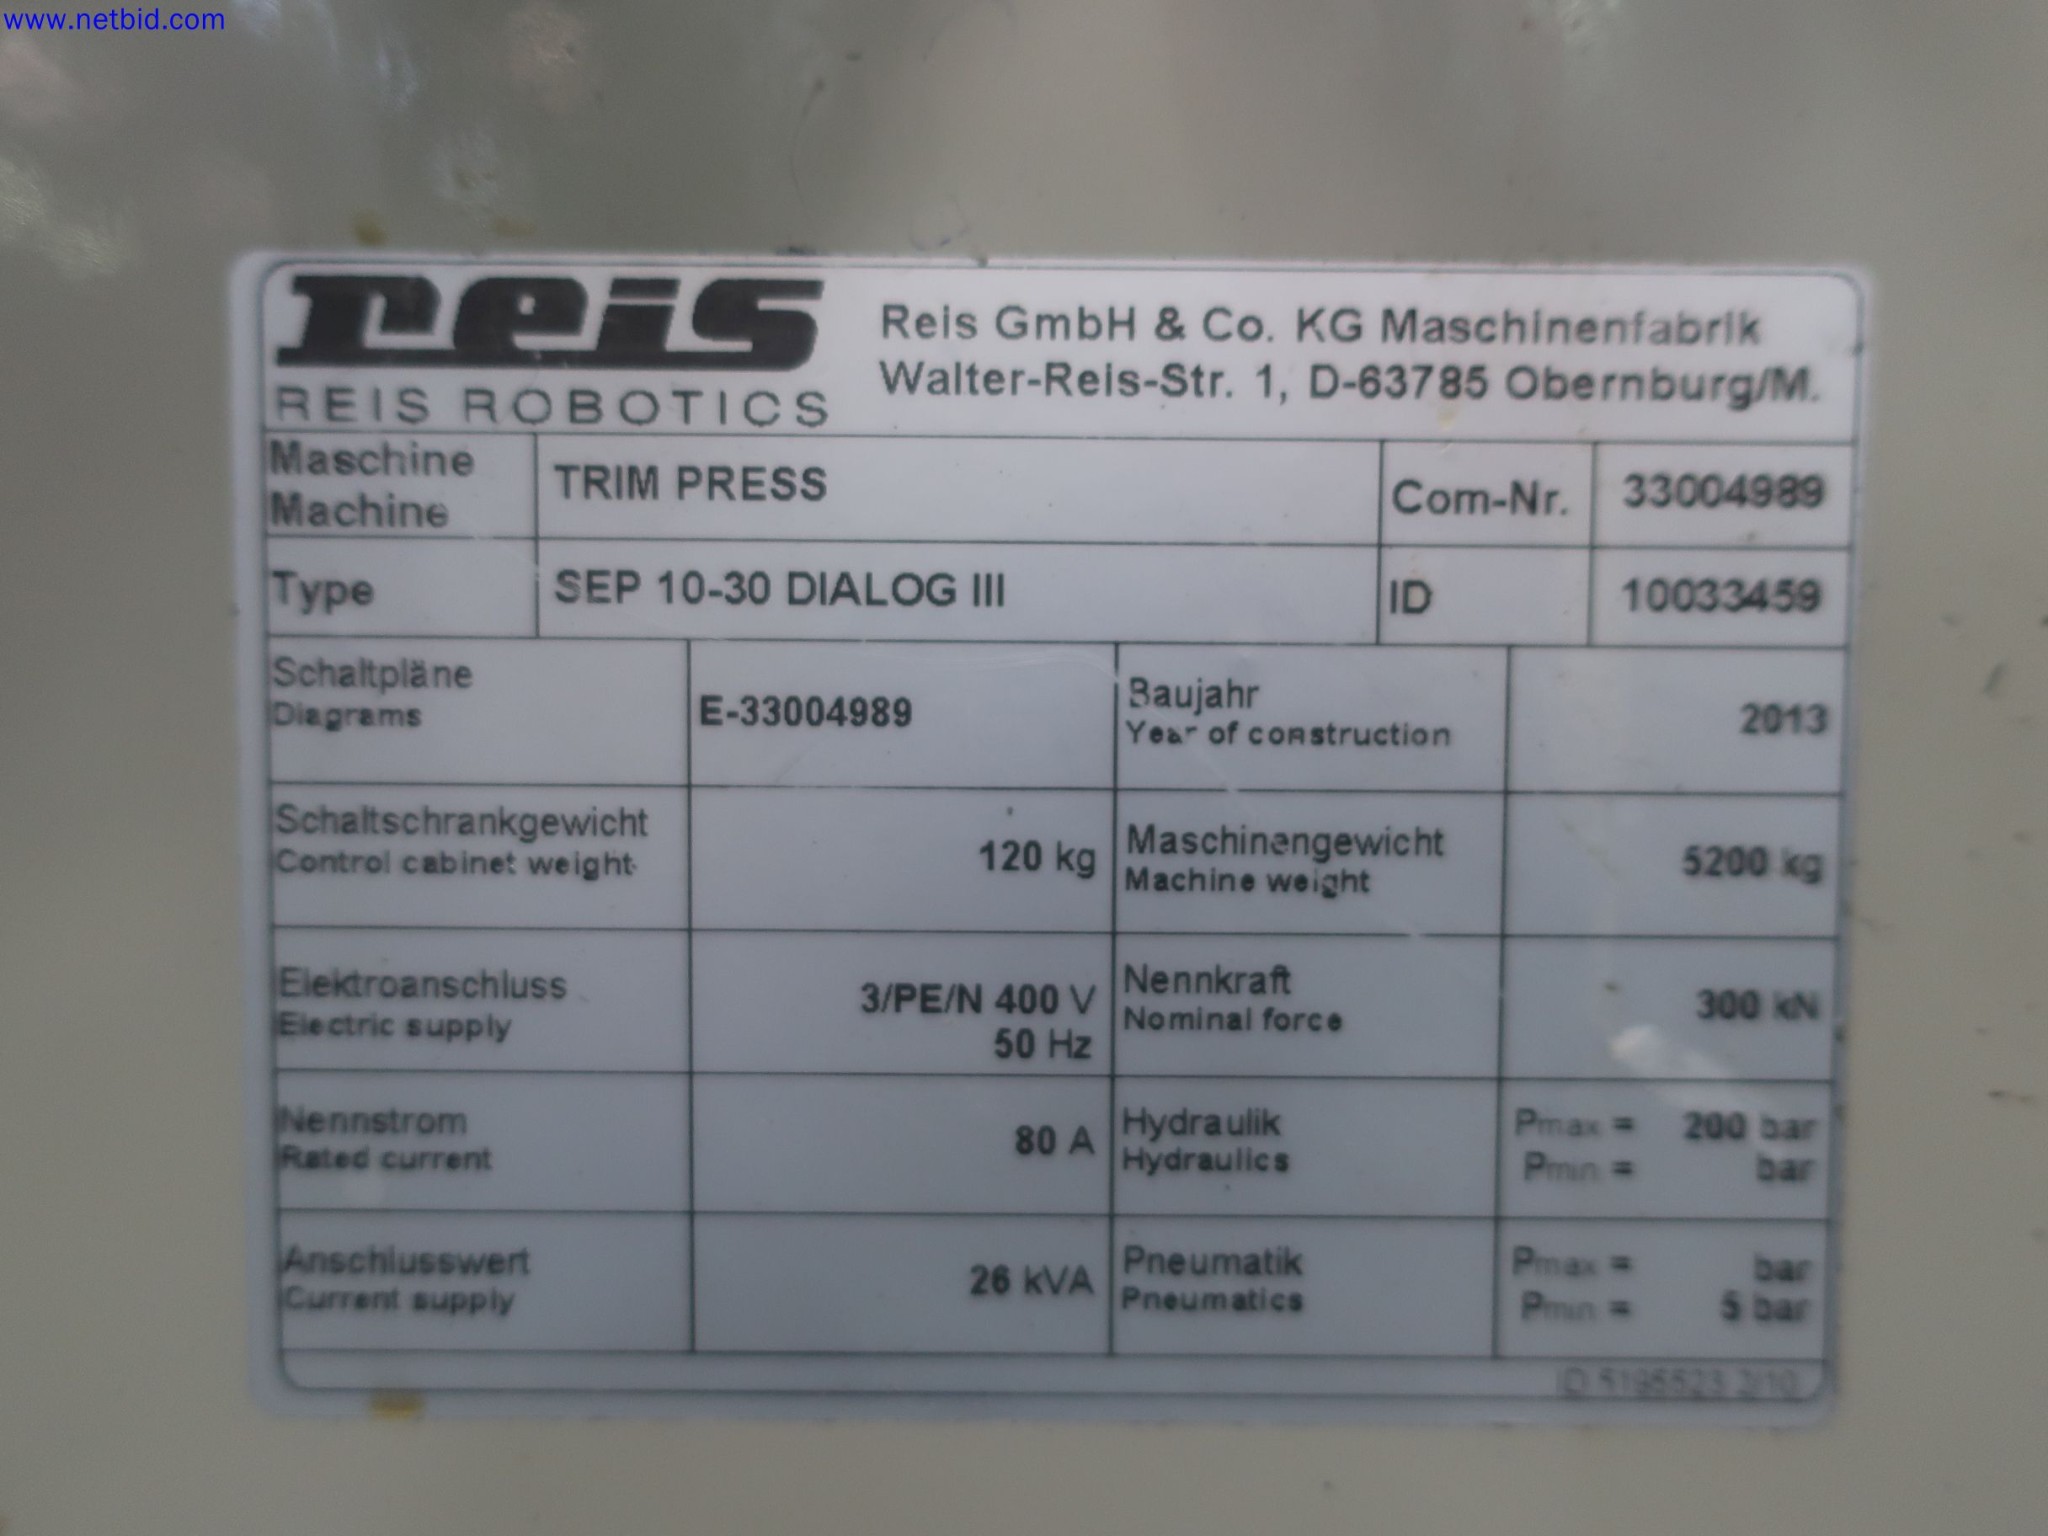 www.netbid.com
reis
REIS ROBOTICS
Reis GmbH & Co. KG Maschinenfabrik
Walter-Reis-Str. 1, D-63785 Obernburg/M.
Maschine
Machine
TRIM PRESS
Com-Nr.
33004989
Type
SEP 10-30 DIALOG III
ID
10033459
Schaltpläne
Diagrams
E-33004989
Baujahr
Year of construction
2013
Schaltschrankgewicht
Control cabinet weight
120 kg
Maschinengewicht
Machine weight
5200 kg
Elektroanschluss
Electric supply
3/PE/N 400 V
50 Hz
Nennkraft
Nominal force
300 kN
Nennstrom
Rated current
80 A
Hydraulik
Hydraulics
Pmax = 200 bar
Pmin = bar
Anschlusswert
Current supply
26 kVA
Pneumatik
Pneumatics
Pmax = bar
Pmin = 5 bar
ID 5195523 2/10